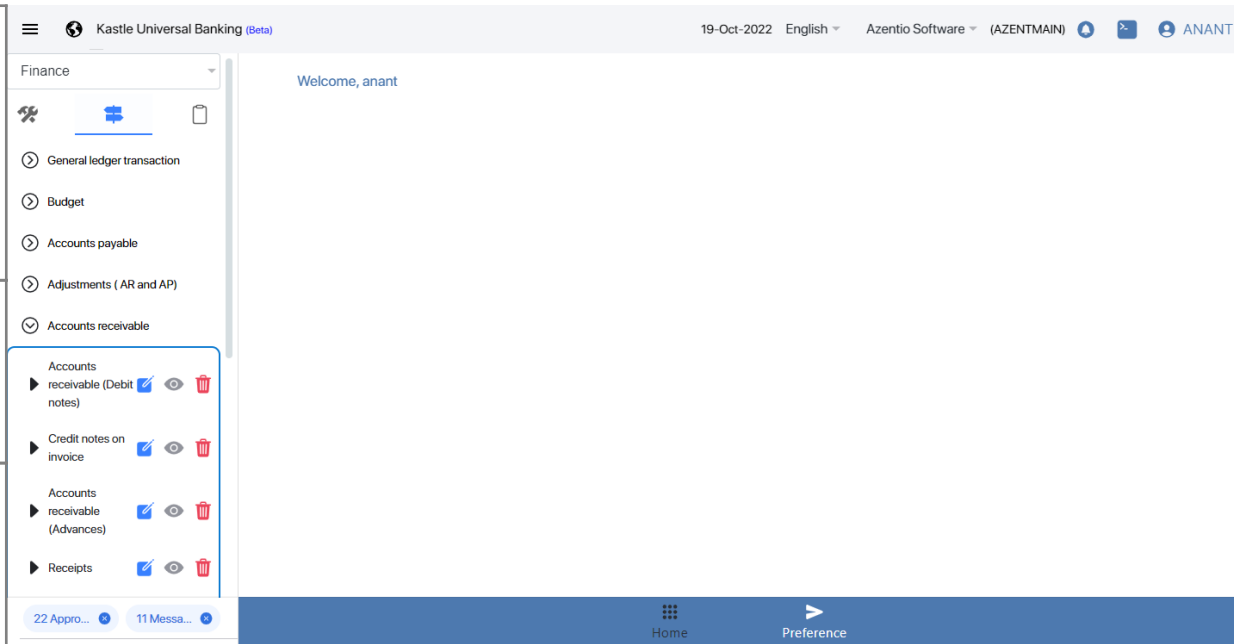 Kastle Universal Banking (Beta)
19-Oct-2022 English Azentio Software (AZENTMAIN) ANANT
Finance
Welcome, anant
General ledger transaction
Budget
Accounts payable
Adjustments ( AR and AP)
Accounts receivable
Accounts
receivable (Debit
notes)
Credit notes on
invoice
Accounts
receivable
(Advances)
Receipts
22 Appro... 11 Messa...
Home Preference